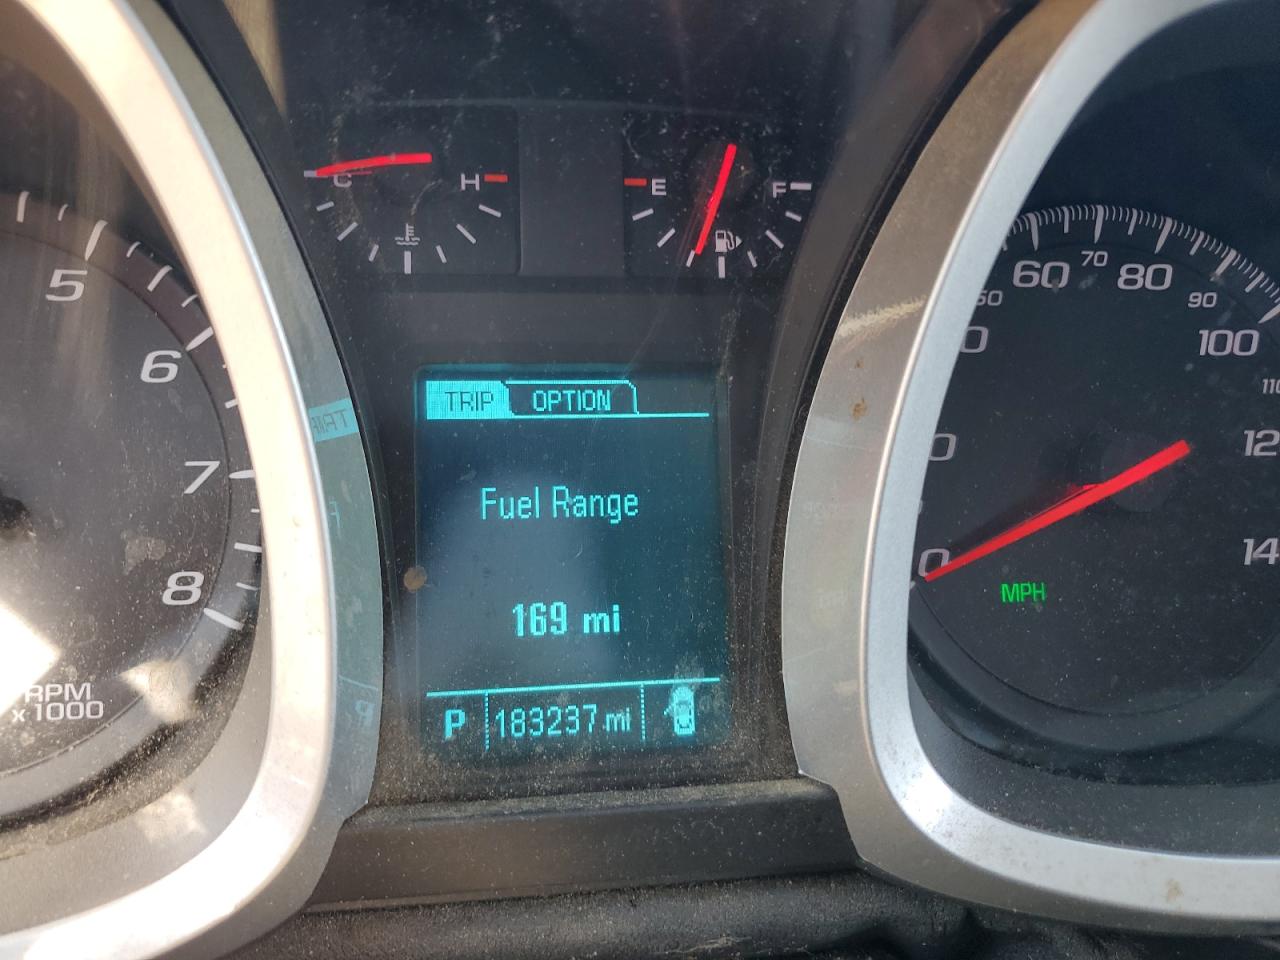 C H E F
5
6
7
8
RPM
x1000
TRIP OPTION
Fuel Range
169 mi
P 183237 mi
60 70 80
90
100
0
MPH